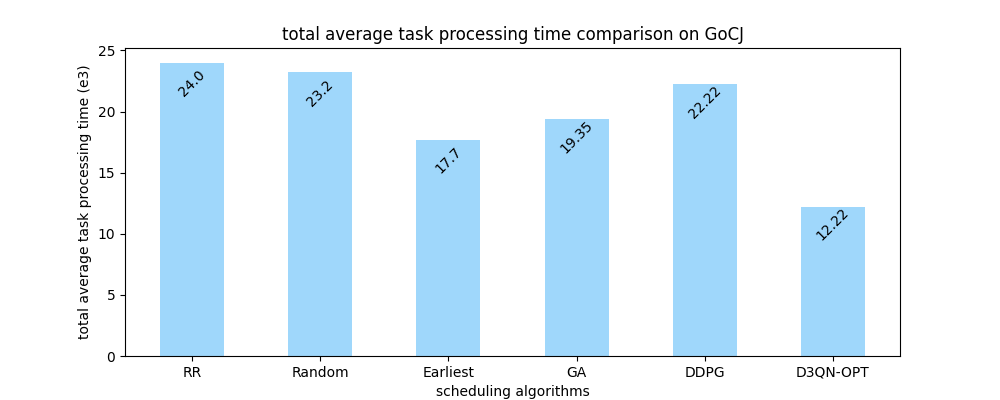 total average task processing time comparison on GoCJ
total average task processing time (e3)
25
20
15
10
5
0
24.0
23.2
17.7
19.35
22.22
12.22
RR
Random
Earliest
GA
DDPG
D3QN-OPT
scheduling algorithms